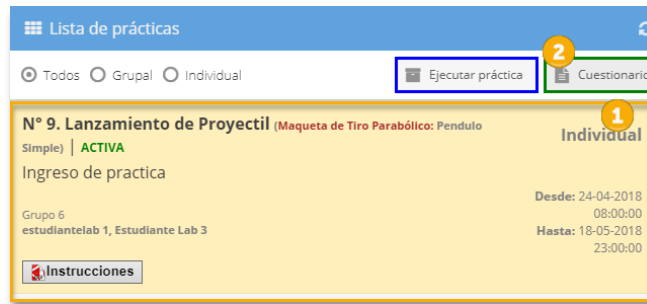 Lista de prácticas
2
Todos Grupal Individual Ejecutar práctica Cuestionario
1
N° 9. Lanzamiento de Proyectil (Maqueta de Tiro Parabólico: Pendulo
Simple) | ACTIVA
Individual
Ingreso de practica
Desde: 24-04-2018
08:00:00
Hasta: 18-05-2018
23:00:00
Grupo 6
estudiantelab 1, Estudiante Lab 3
Instrucciones